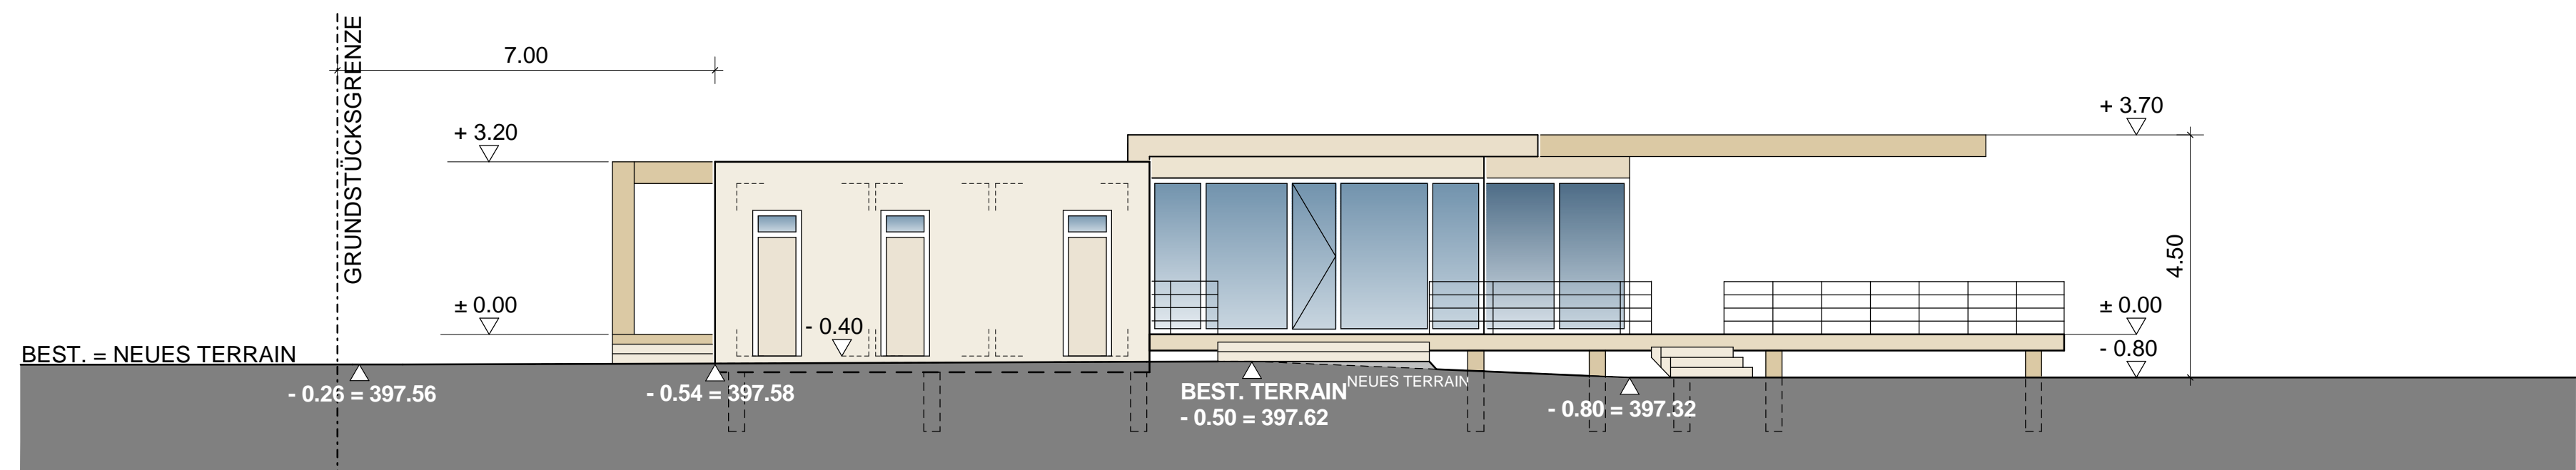 GRUNDSTÜCKSGRENZE
7.00
+ 3.20
+ 3.70
4.50
± 0.00
± 0.00
- 0.40
- 0.80
BEST. = NEUES TERRAIN
- 0.26 = 397.56
- 0.54 = 397.58
BEST. TERRAIN
- 0.50 = 397.62
NEUES TERRAIN
- 0.80 = 397.32